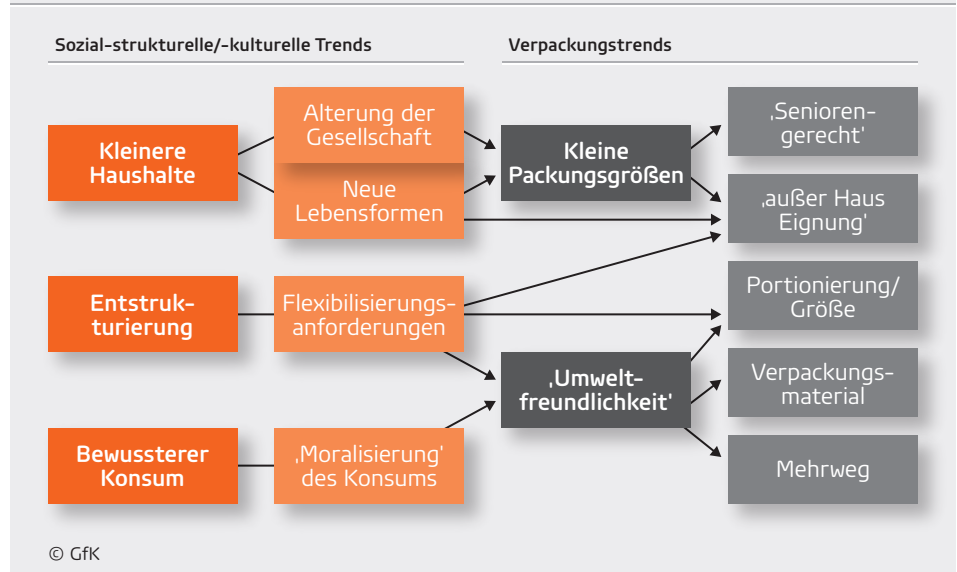 Sozial-strukturelle/-kulturelle Trends
Verpackungstrends
Kleinere
Haushalte
Alterung der
Gesellschaft
Neue
Lebensformen
Kleine
Packungsgrößen
‚Senioren-
gerecht'
‚außer Haus
Eignung'
Entstruk-
turierung
Flexibilisierungs-
anforderungen
Portionierung/
Größe
‚Umwelt-
freundlichkeit'
Verpackungs-
material
Bewussterer
Konsum
‚Moralisierung'
des Konsums
Mehrweg
© GfK